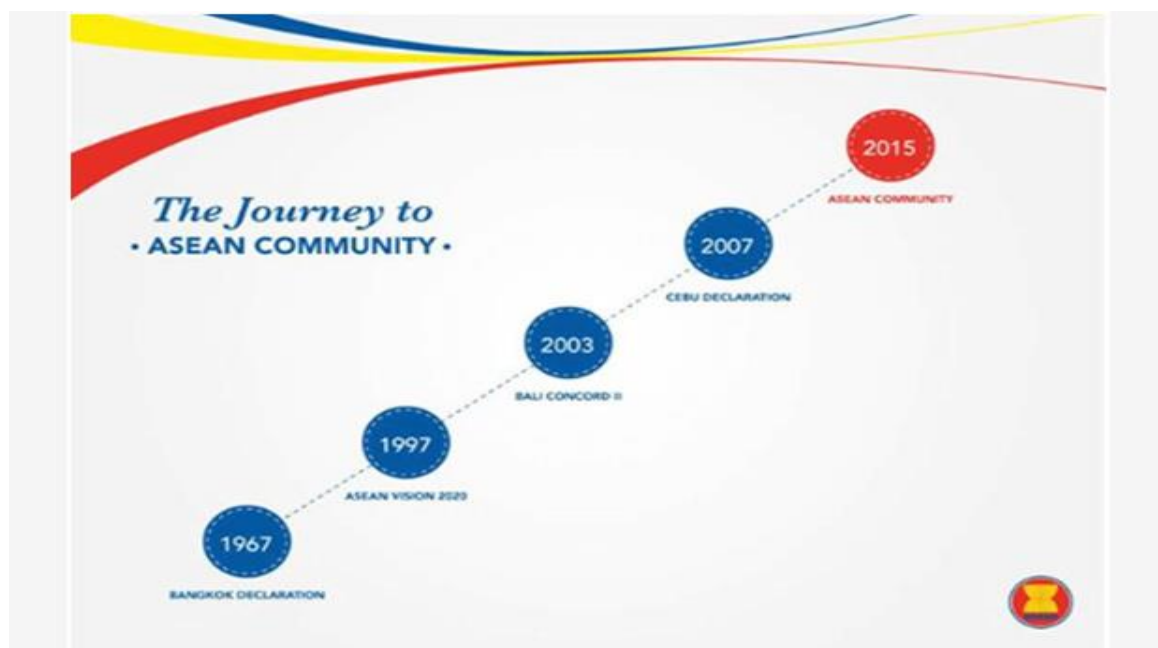 The Journey to
• ASEAN COMMUNITY •
2015
ASEAN COMMUNITY
2007
CEBU DECLARATION
2003
BALI CONCORD II
1997
ASEAN VISION 2020
1967
BANGKOK DECLARATION